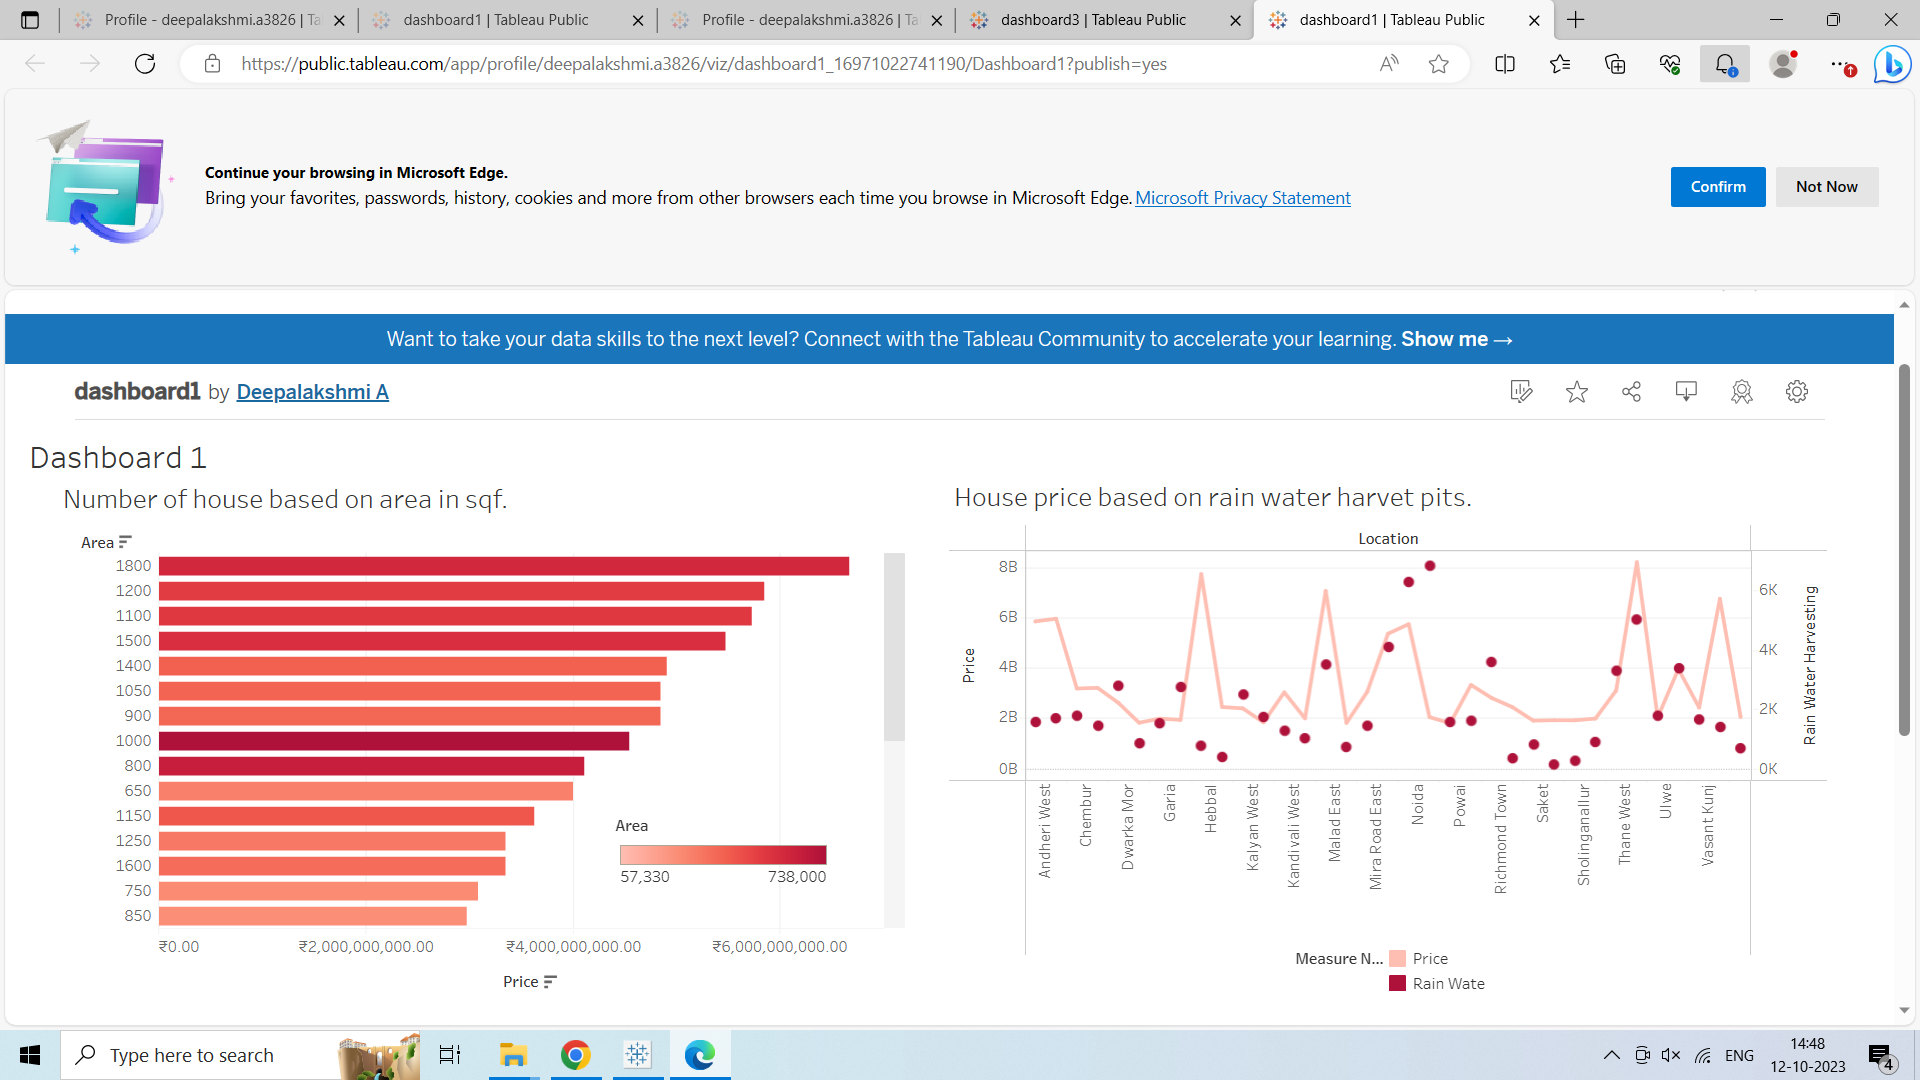 Profile - deepalakshmi.a3826 | Ta
dashboard1 | Tableau Public
Profile - deepalakshmi.a3826 | Ta
dashboard3 | Tableau Public
dashboard1 | Tableau Public
https://public.tableau.com/app/profile/deepalakshmi.a3826/viz/dashboard1_16971022741190/Dashboard1?publish=yes
Continue your browsing in Microsoft Edge.
Bring your favorites, passwords, history, cookies and more from other browsers each time you browse in Microsoft Edge. Microsoft Privacy Statement
Confirm
Not Now
Want to take your data skills to the next level? Connect with the Tableau Community to accelerate your learning. Show me →
dashboard1 by Deepalakshmi A
Dashboard 1
Number of house based on area in sqf.
Area
1800
1200
1100
1500
1400
1050
900
1000
800
650
1150
1250
1600
750
850
₹0.00
₹2,000,000,000.00
₹4,000,000,000.00
₹6,000,000,000.00
Price
Area
57,330
738,000
House price based on rain water harvet pits.
Location
Price
8B
6B
4B
2B
0B
6K
4K
2K
0K
Rain Water Harvesting
Andheri West
Chembur
Dwarka Mor
Garia
Hebbal
Kalyan West
Kandivali West
Malad East
Mira Road East
Noida
Powai
Richmond Town
Saket
Sholinganallur
Thane West
Ulwe
Vasant Kunj
Measure N...
Price
Rain Wate
Type here to search
ENG
14:48
12-10-2023
4